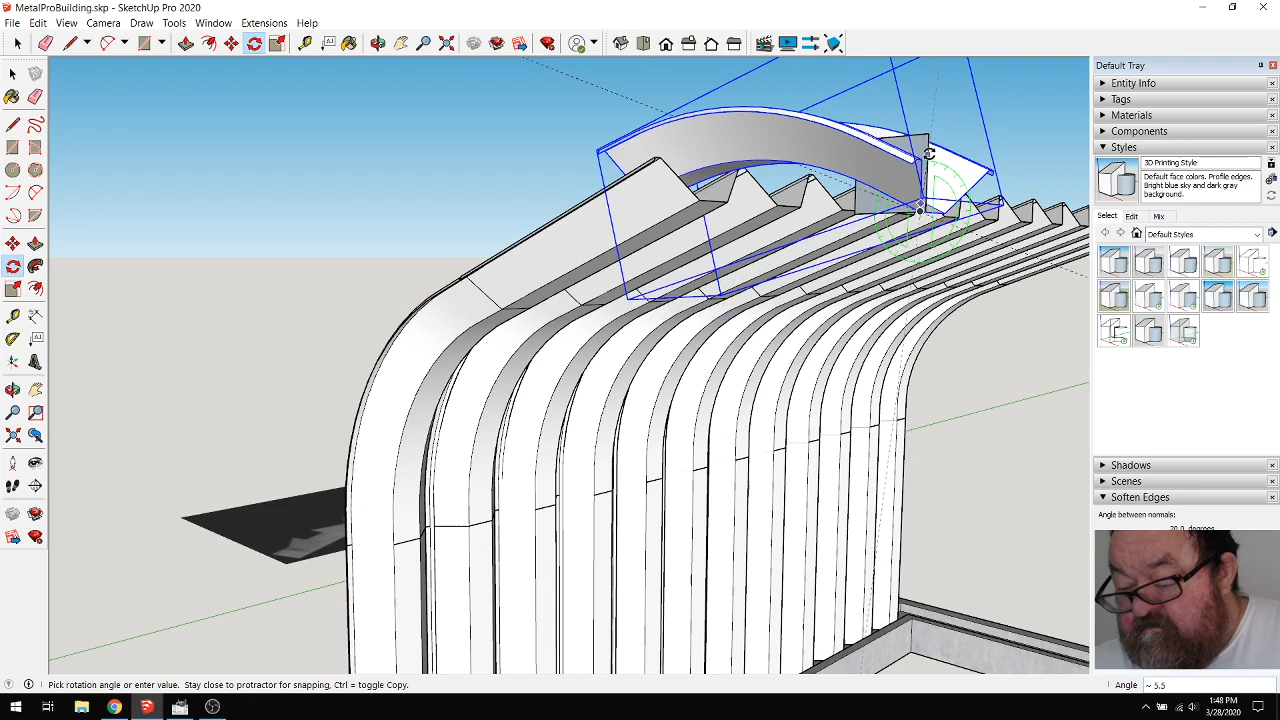 MetalProBuilding.skp - SketchUp Pro 2020
File Edit View Camera Draw Tools Window Extensions Help
Default Tray
Entity Info
Tags
Materials
Components
Styles
3D Printing Style
Default face colors. Profile edges.
Bright blue sky and dark gray
background.
Select Edit Mix
Default Styles
Shadows
Scenes
Soften Edges
Angle between normals:
20.0 degrees
Pick rotation angle or enter value. Stay close to protractor for snapping, Ctrl = toggle Copy.
Angle ~ 5.5
1:48 PM
3/28/2020